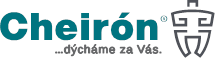 Cheirón®
...dýcháme za Vás.